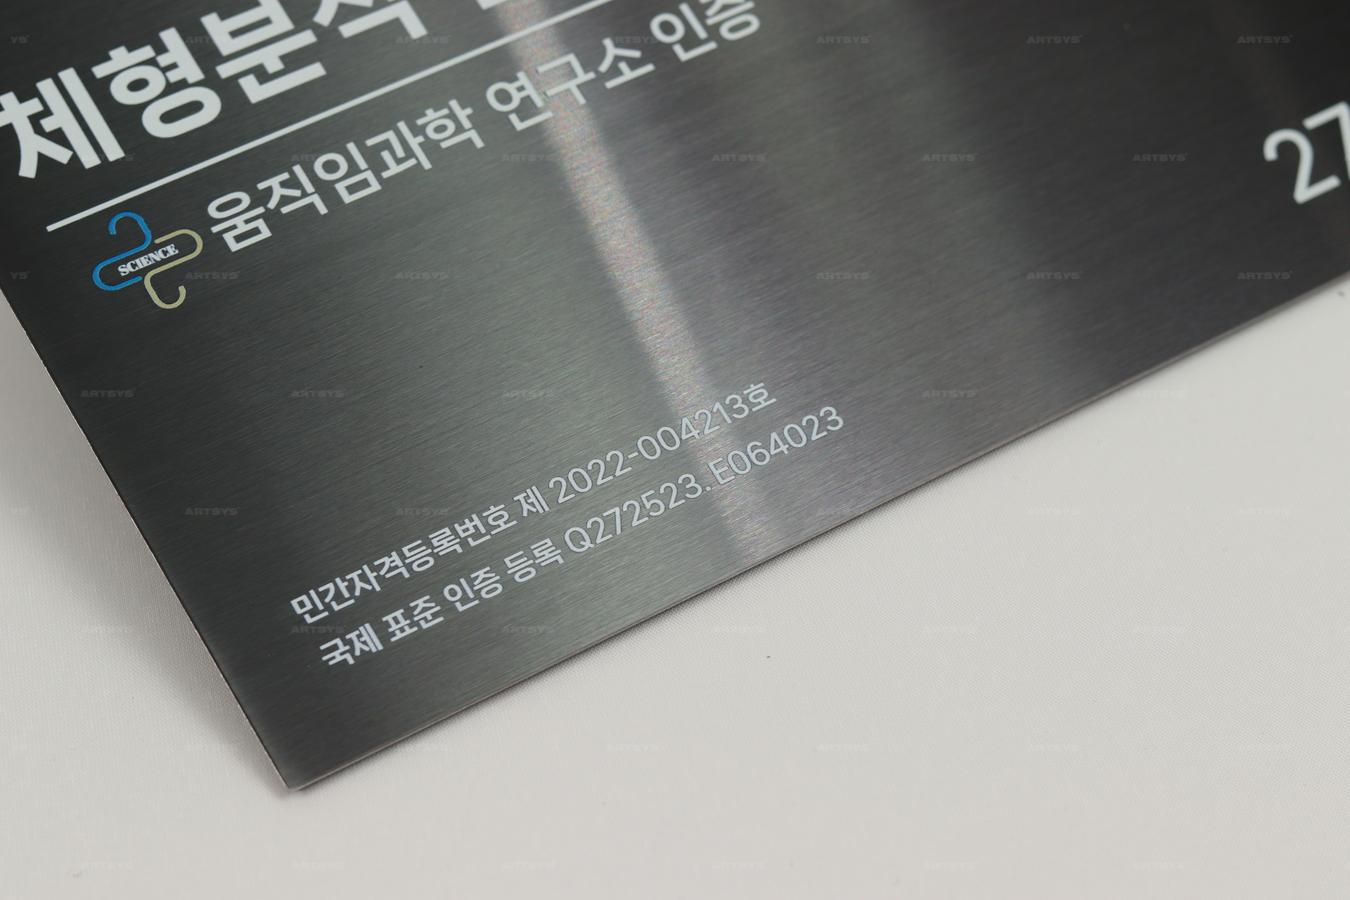 체형분석
움직임과학 연구소 인증
SCIENCE
27
민간자격등록번호 제 2022-004213호
국제 표준 인증 등록 Q272523.E064023
ARTSYS